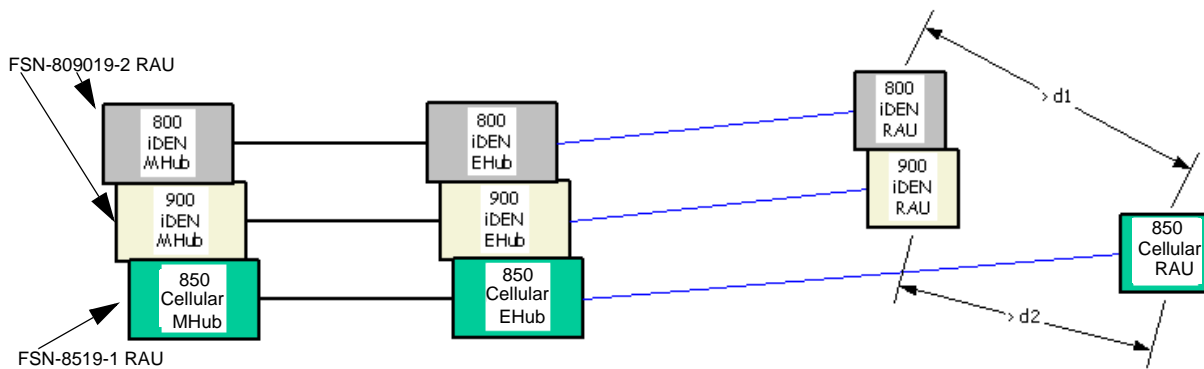 FSN-809019-2 RAU
800
iDEN
MHub
800
iDEN
EHub
800
iDEN
RAU
> d1
900
iDEN
MHub
900
iDEN
EHub
900
iDEN
RAU
850
Cellular
RAU
850
Cellular
MHub
850
Cellular
EHub
> d2
FSN-8519-1 RAU